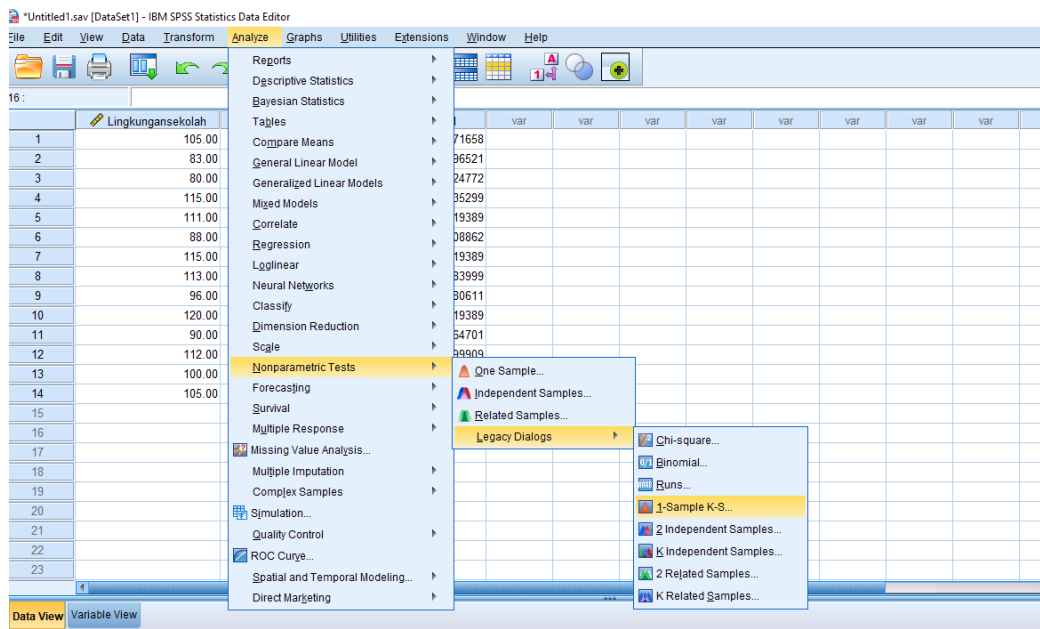 *Untitled1.sav [DataSet1] - IBM SPSS Statistics Data Editor
File Edit View Data Transform Analyze Graphs Utilities Extensions Window Help
16 :
Lingkungansekolah var var var var var var var var
1 105.00 71658
2 83.00 96521
3 80.00 24772
4 115.00 35299
5 111.00 19389
6 88.00 08862
7 115.00 19389
8 113.00 83999
9 96.00 80611
10 120.00 19389
11 90.00 64701
12 112.00 99909
13 100.00
14 105.00
15
16
17
18
19
20
21
22
23
Reports
Descriptive Statistics
Bayesian Statistics
Tables
Compare Means
General Linear Model
Generalized Linear Models
Mixed Models
Correlate
Regression
Loglinear
Neural Networks
Classify
Dimension Reduction
Scale
Nonparametric Tests
Forecasting
Survival
Multiple Response
Missing Value Analysis...
Multiple Imputation
Complex Samples
Simulation...
Quality Control
ROC Curve...
Spatial and Temporal Modeling...
Direct Marketing
One Sample...
Independent Samples...
Related Samples...
Legacy Dialogs
Chi-square...
Binomial...
Runs...
1-Sample K-S...
2 Independent Samples...
K Independent Samples...
2 Related Samples...
K Related Samples...
Data View Variable View